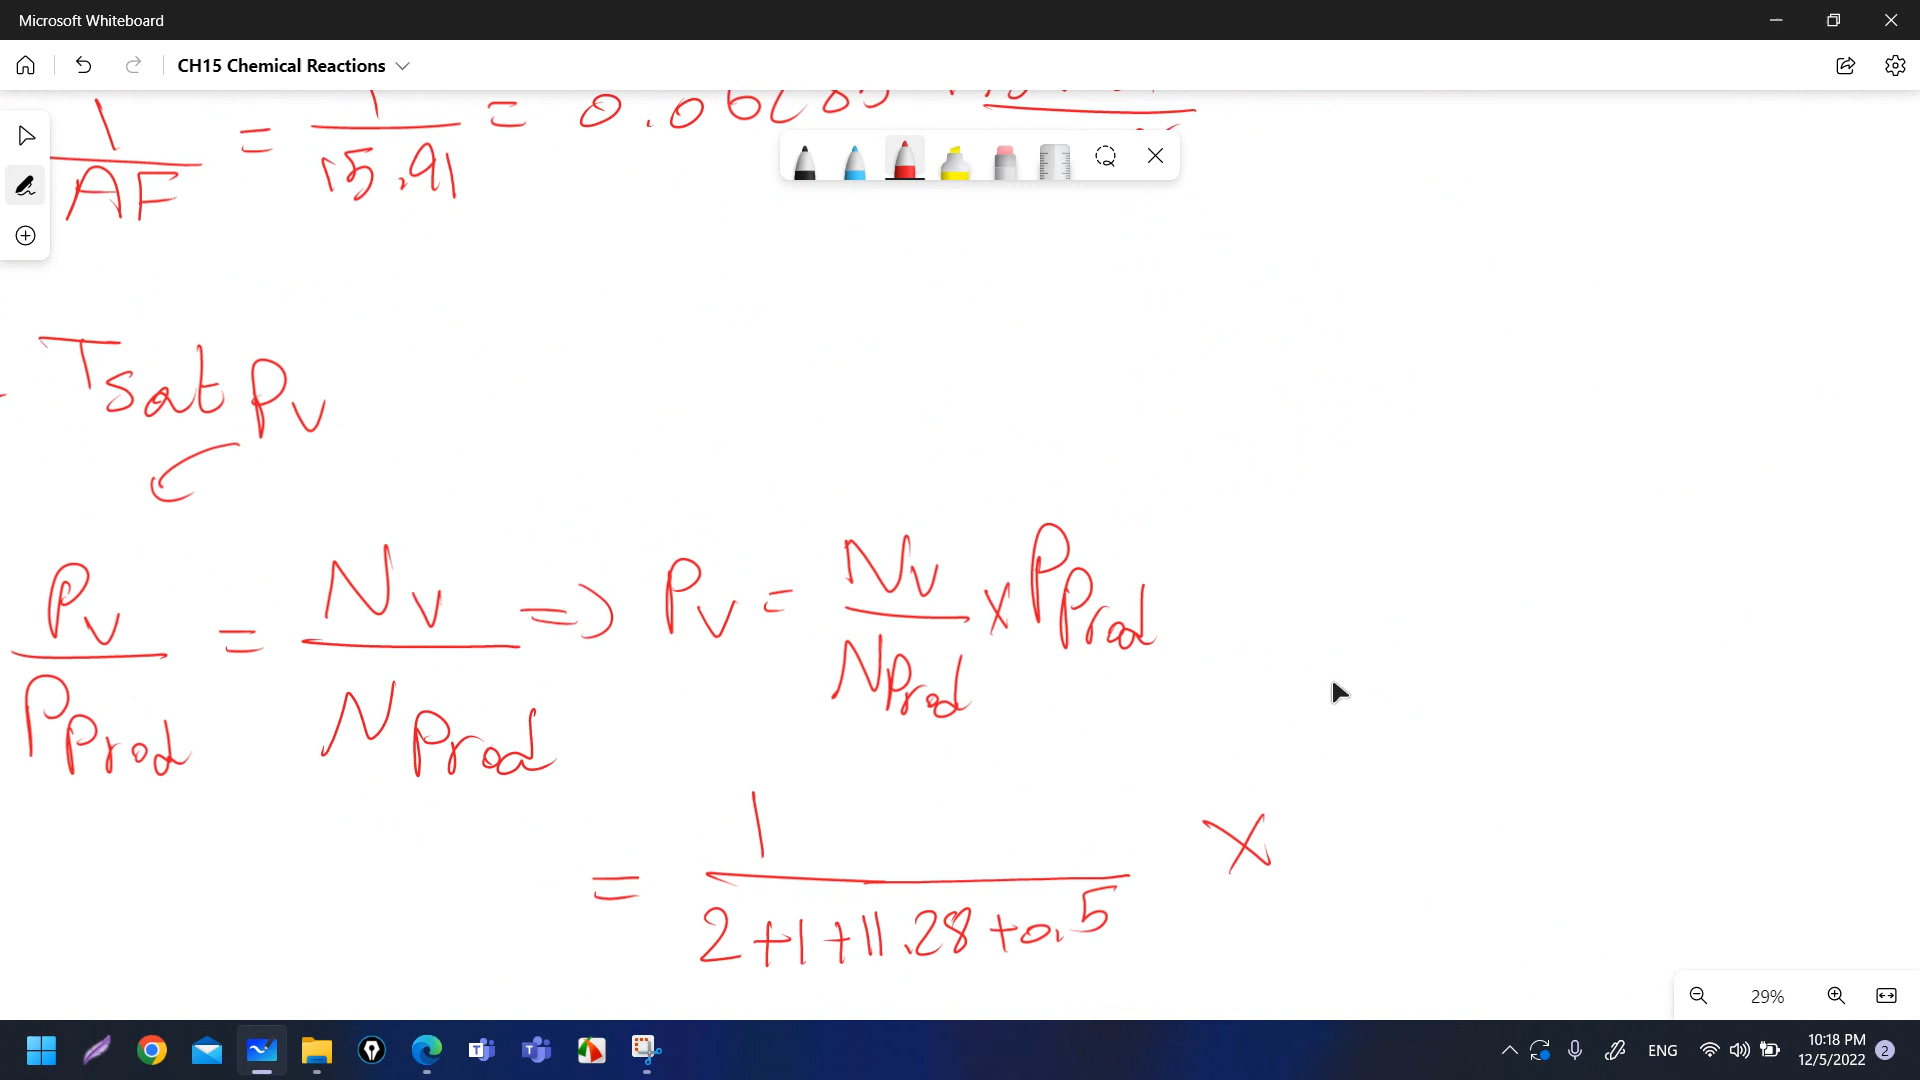 Microsoft Whiteboard
CH15 Chemical Reactions
1/AF = 1/15.91 =
Tsat Pv
Pv/Pprod = Nv/Nprod => Pv = Nv/Nprod x Pprod
= 1/(2+1+11.28+0.5) x
29%
ENG
10:18 PM
12/5/2022
2